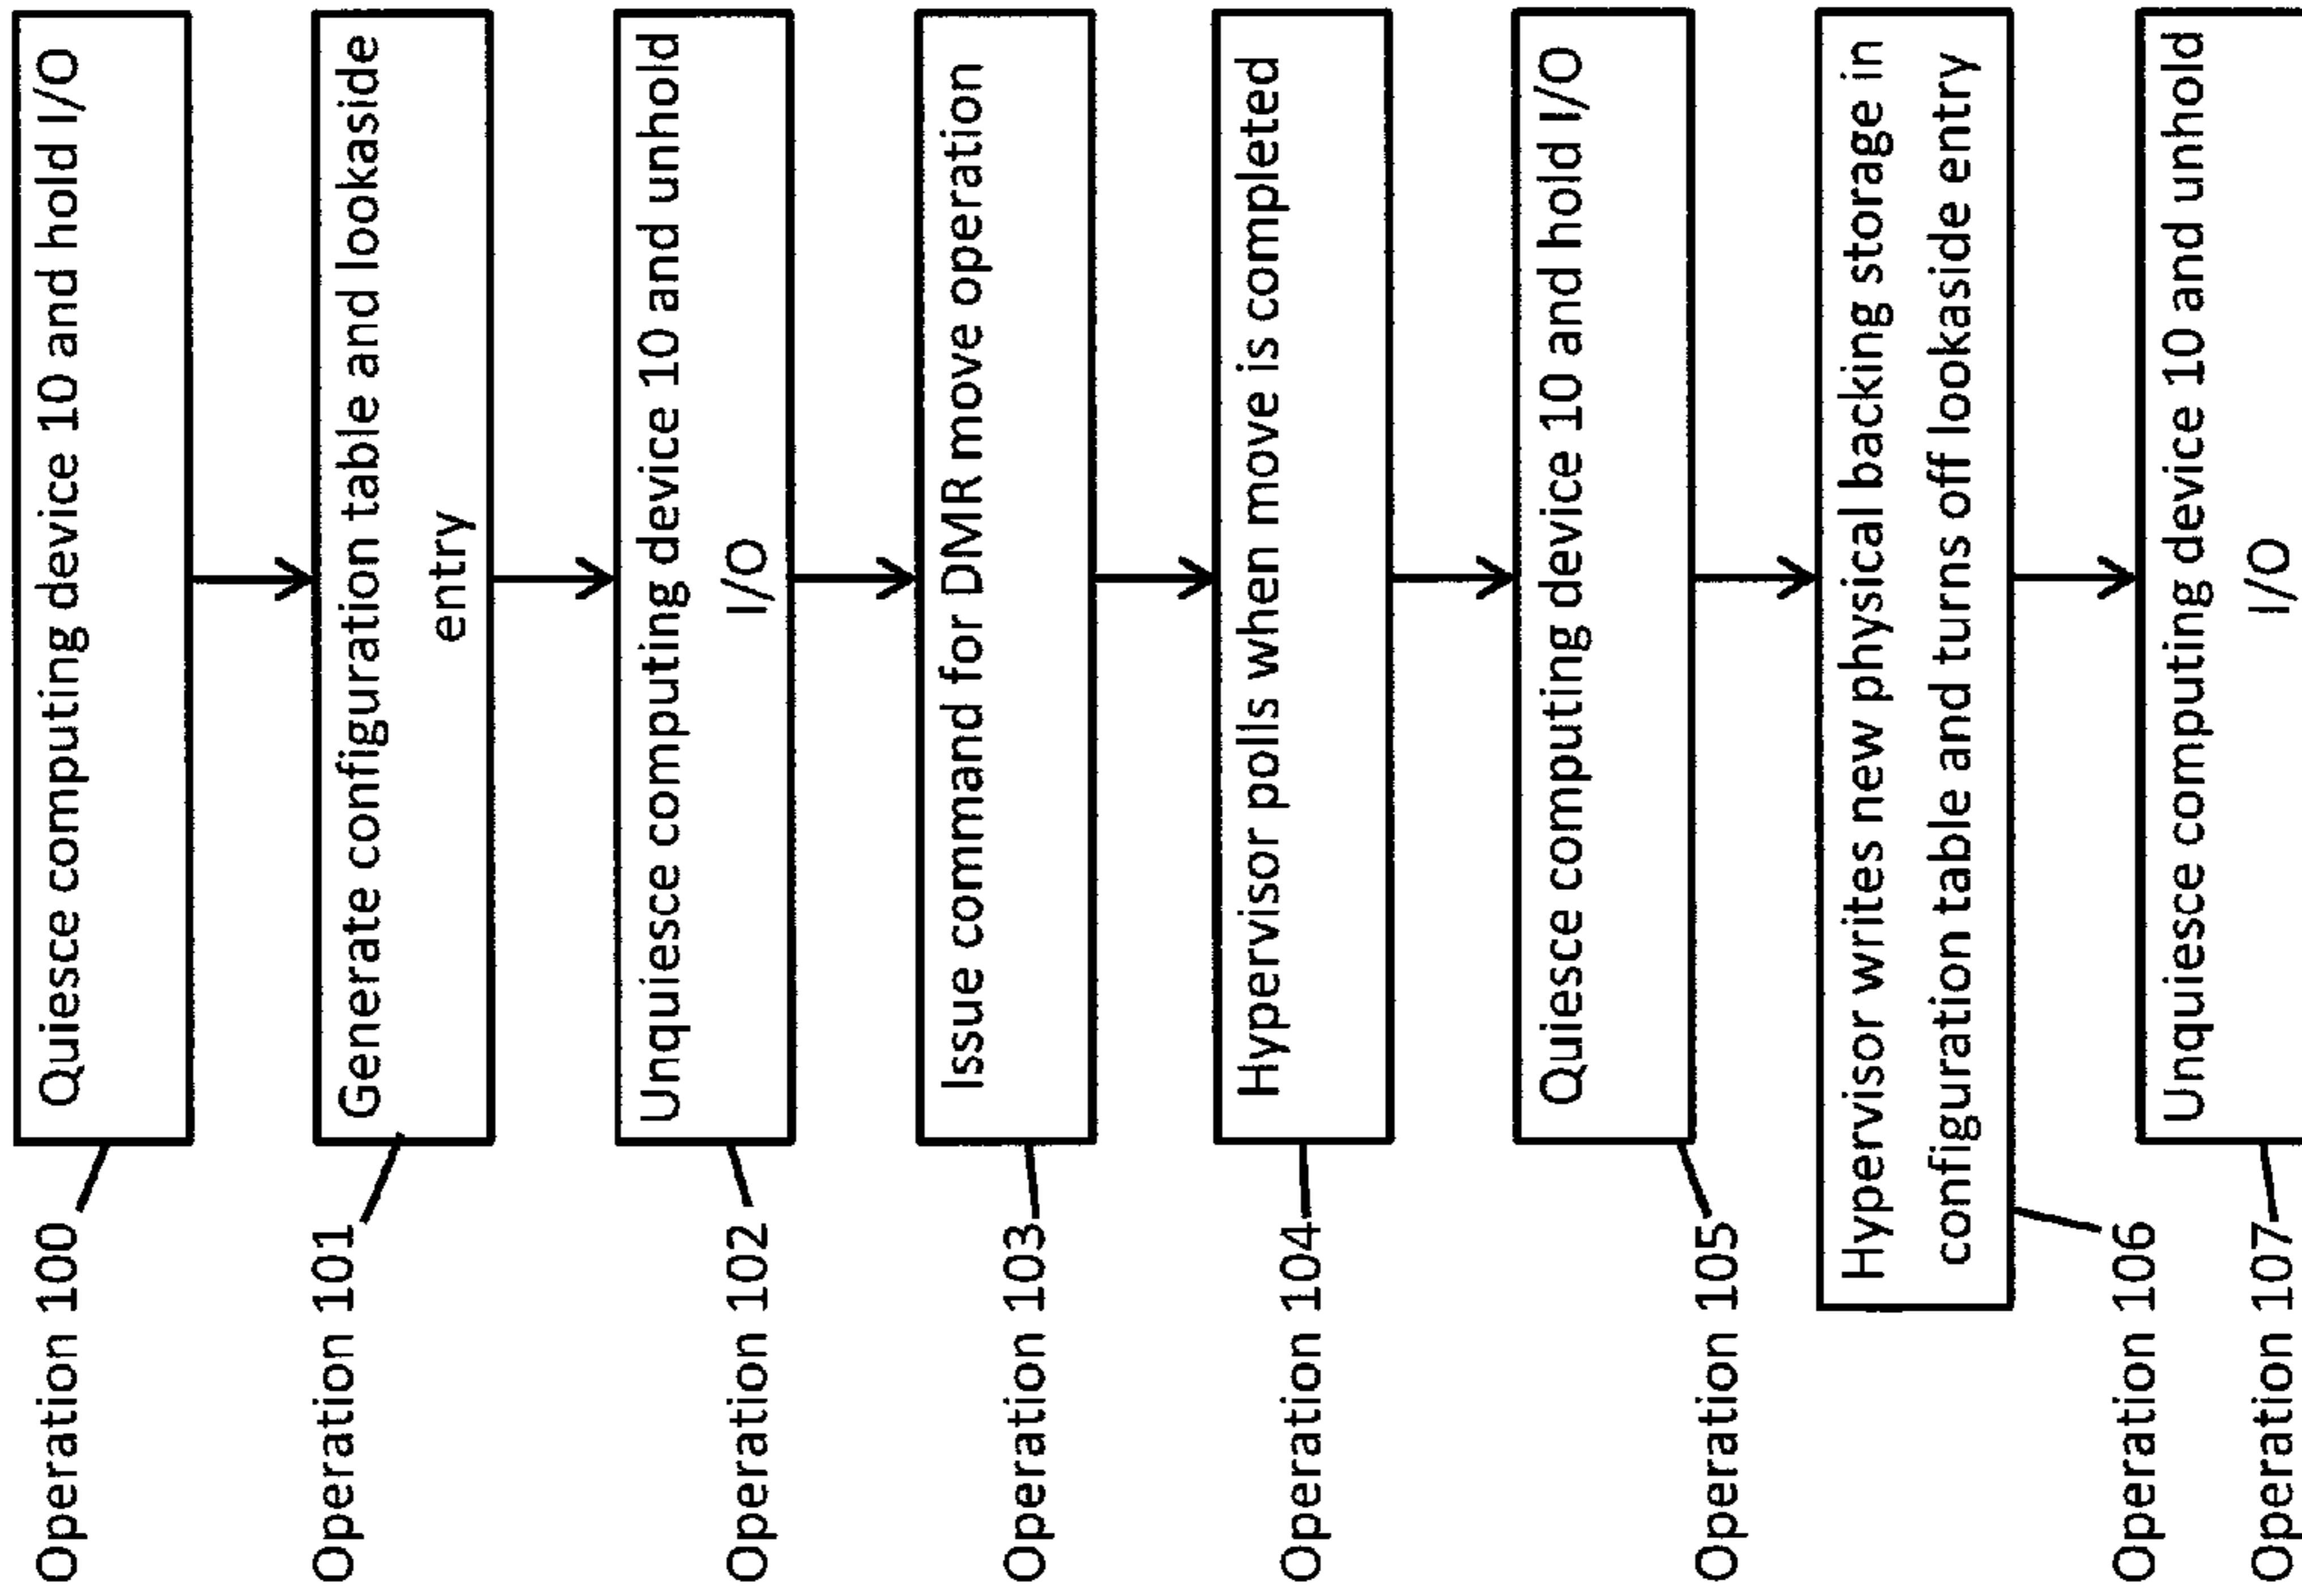 Operation 100
Quiesce computing device 10 and hold I/O
Operation 101
Generate configuration table and lookaside
entry
Operation 102
Unquiesce computing device 10 and unhold
I/O
Operation 103
Issue command for DMR move operation
Operation 104
Hypervisor polls when move is completed
Operation 105
Quiesce computing device 10 and hold I/O
Operation 106
Hypervisor writes new physical backing storage in
configuration table and turns off lookaside entry
Operation 107
Unquiesce computing device 10 and unhold
I/O